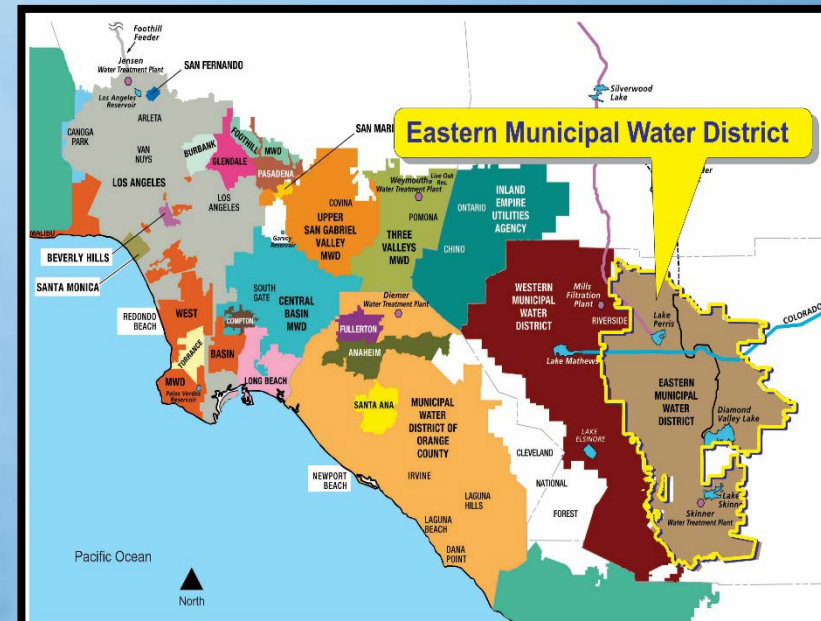 Foothill
Feeder
Jensen
Water Treatment Plant
SAN FERNANDO
Los Angeles
Reservoir
ARLETA
CANOGA
PARK
VAN
NUYS
BURBANK
GLENDALE
FOOTHILL
MWD
PASADENA
LOS ANGELES
LOS
ANGELES
Silverwood
Lake
Eastern Municipal Water District
Weymouth
Water Treatment Plant
Live Oak
Res.
COVINA
POMONA
UPPER
SAN GABRIEL
VALLEY
MWD
THREE
VALLEYS
MWD
ONTARIO
CHINO
INLAND
EMPIRE
UTILITIES
AGENCY
MALIBU
Garvey Reservoir
BEVERLY HILLS
SANTA MONICA
SOUTH
GATE
CENTRAL
BASIN
MWD
Diemer
Water Treatment Plant
WESTERN
MUNICIPAL
WATER
DISTRICT
Mills
Filtration
Plant
RIVERSIDE
Lake
Perris
COLORADO
REDONDO
BEACH
WEST
COMPTON
FULLERTON
ANAHEIM
TORRANCE
BASIN
MWD
Palos Verdes
Reservoir
LONG BEACH
Lake Mathews
EASTERN
MUNICIPAL
WATER
DISTRICT
Diamond
Valley Lake
SANTA ANA
MUNICIPAL
WATER
DISTRICT OF
ORANGE
COUNTY
IRVINE
CLEVELAND
NATIONAL
FOREST
LAKE
ELSINORE
Lake
Skinner
Water Treatment Plant
NEWPORT
BEACH
LAGUNA
HILLS
LAGUNA
BEACH
DANA
POINT
Pacific Ocean
North